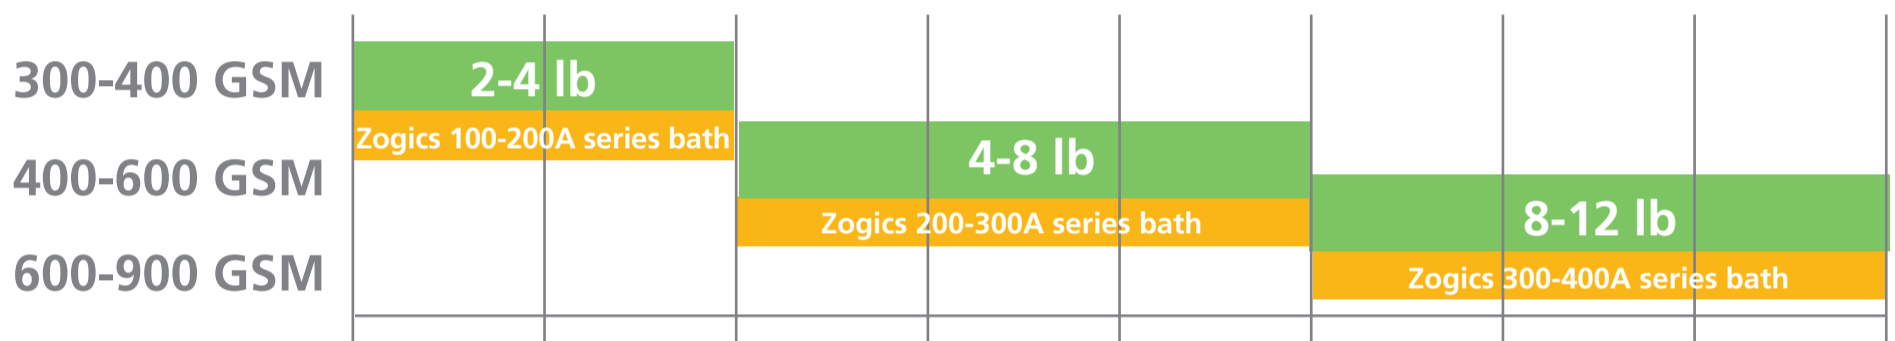 300-400 GSM
2-4 lb
Zogics 100-200A series bath
400-600 GSM
4-8 lb
Zogics 200-300A series bath
600-900 GSM
8-12 lb
Zogics 300-400A series bath